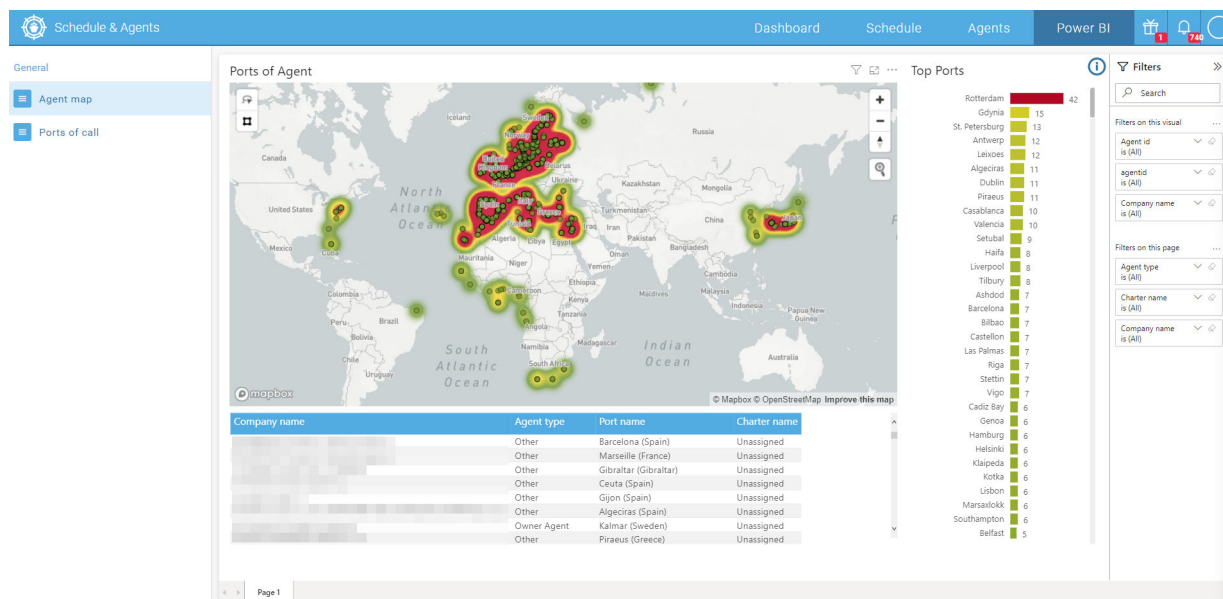 Schedule & Agents
Dashboard
Schedule
Agents
Power BI
1
740
General
Agent map
Ports of call
Ports of Agent
Iceland
Sweden
Norway
Russia
Canada
United Kingdom
Belarus
Ukraine
France
Kazakhstan
Mongolia
North Atlantic Ocean
United States
Spain
Italy
Greece
Turkmenistan
China
Japan
Iraq
Iran
Algeria
Libya
Egypt
Pakistan
Mexico
Cuba
Oman
Bangladesh
Mauritania
Niger
Yemen
Cambodia
Ethiopia
Cameroon
Colombia
Kenya
Maldives
Malaysia
Indonesia
Papua New Guinea
Tanzania
Peru
Brazil
Angola
Bolivia
Namibia
Madagascar
Indian Ocean
South Atlantic Ocean
Chile
South Africa
Australia
Uruguay
mapbox
© Mapbox © OpenStreetMap Improve this map
Company name Agent type Port name Charter name
Other Barcelona (Spain) Unassigned
Other Marseille (France) Unassigned
Other Gibraltar (Gibraltar) Unassigned
Other Ceuta (Spain) Unassigned
Other Gijon (Spain) Unassigned
Other Algeciras (Spain) Unassigned
Owner Agent Kalmar (Sweden) Unassigned
Other Piraeus (Greece) Unassigned
Top Ports
Rotterdam 42
Gdynia 15
St. Petersburg 13
Antwerp 12
Leixoes 12
Algeciras 11
Dublin 11
Piraeus 11
Casablanca 10
Valencia 10
Setubal 9
Haifa 8
Liverpool 8
Tilbury 8
Ashdod 7
Barcelona 7
Bilbao 7
Castellon 7
Las Palmas 7
Riga 7
Stettin 7
Vigo 7
Cadiz Bay 6
Genoa 6
Hamburg 6
Helsinki 6
Klaipeda 6
Kotka 6
Lisbon 6
Marsaxlokk 6
Southampton 6
Belfast 5
Filters
Search
Filters on this visual
Agent id
is (All)
agentid
is (All)
Company name
is (All)
Filters on this page
Agent type
is (All)
Charter name
is (All)
Company name
is (All)
Page 1